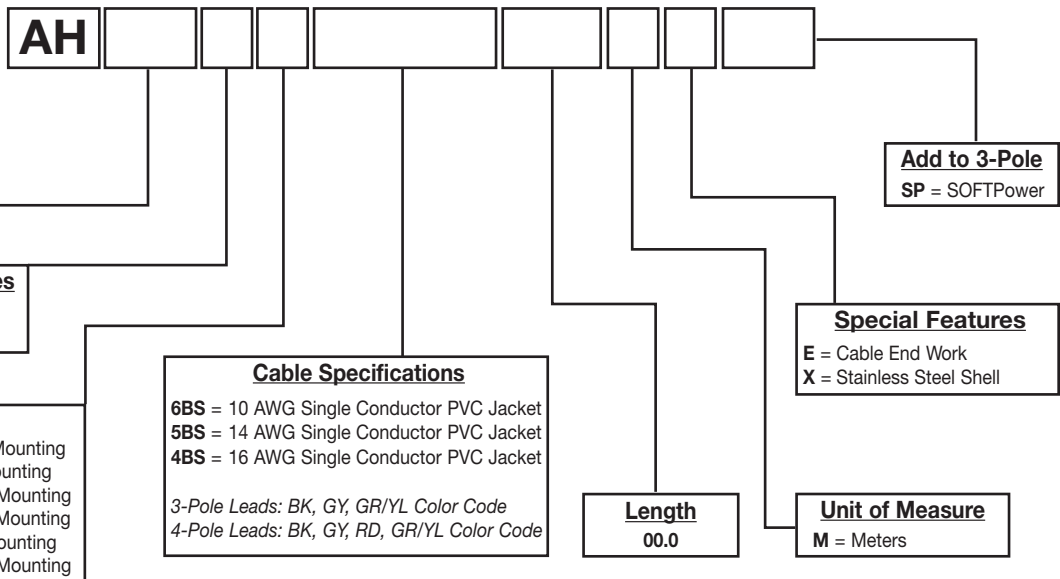 AH
Add to 3-Pole
SP = SOFTPower
Special Features
E = Cable End Work
X = Stainless Steel Shell
Cable Specifications
6BS = 10 AWG Single Conductor PVC Jacket
5BS = 14 AWG Single Conductor PVC Jacket
4BS = 16 AWG Single Conductor PVC Jacket
3-Pole Leads: BK, GY, GR/YL Color Code
4-Pole Leads: BK, GY, RD, GR/YL Color Code
Mounting
Mounting
Mounting
Mounting
Length
00.0
Unit of Measure
M = Meters